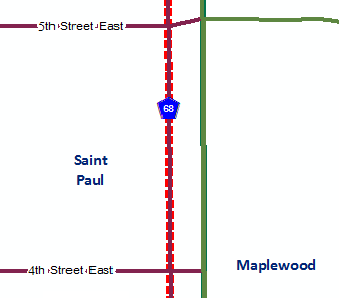 5th Street East
68
Saint
Paul
4th Street East
Maplewood